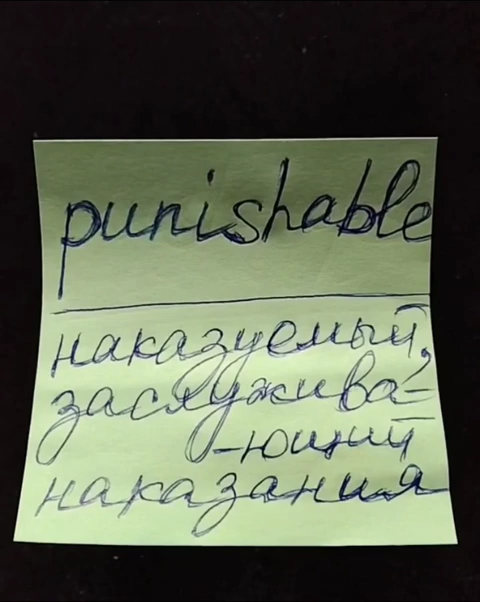 punishable
наказуемый,
заслужива-
-ющий
наказания